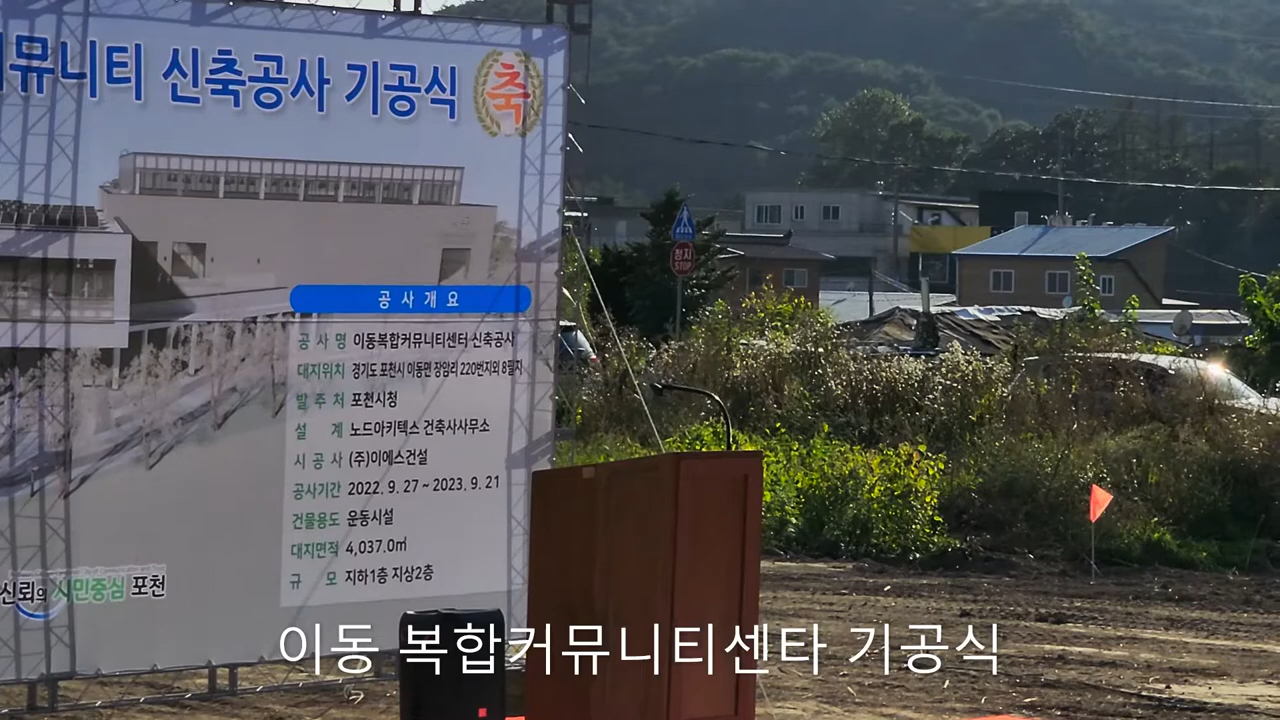 커뮤니티 신축공사 기공식 축
공사개요
공사명 이동복합커뮤니티센터 신축공사
대지위치 경기도 포천시 이동면 장암리 220번지외 8필지
발주처 포천시청
설계 노드아키텍스 건축사사무소
시공사 (주)이에스건설
공사기간 2022. 9. 27 ~ 2023. 9. 21
건물용도 운동시설
대지면적 4,037.0㎡
규모 지하1층 지상2층
신뢰의 시민중심 포천
정지
STOP
이동 복합커뮤니티센타 기공식